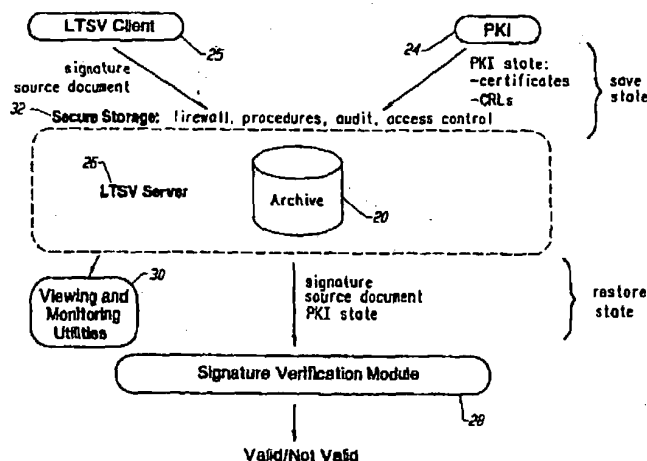 LTSV Client
25
PKI
24
signature
source document
PKI state:
-certificates
-CRLs
save
state
32
Secure Storage: firewall, procedures, audit, access control
26
LTSV Server
Archive
20
30
Viewing and
Monitoring
Utilities
signature
source document
PKI state
restore
state
Signature Verification Module
28
Valid/Not Valid